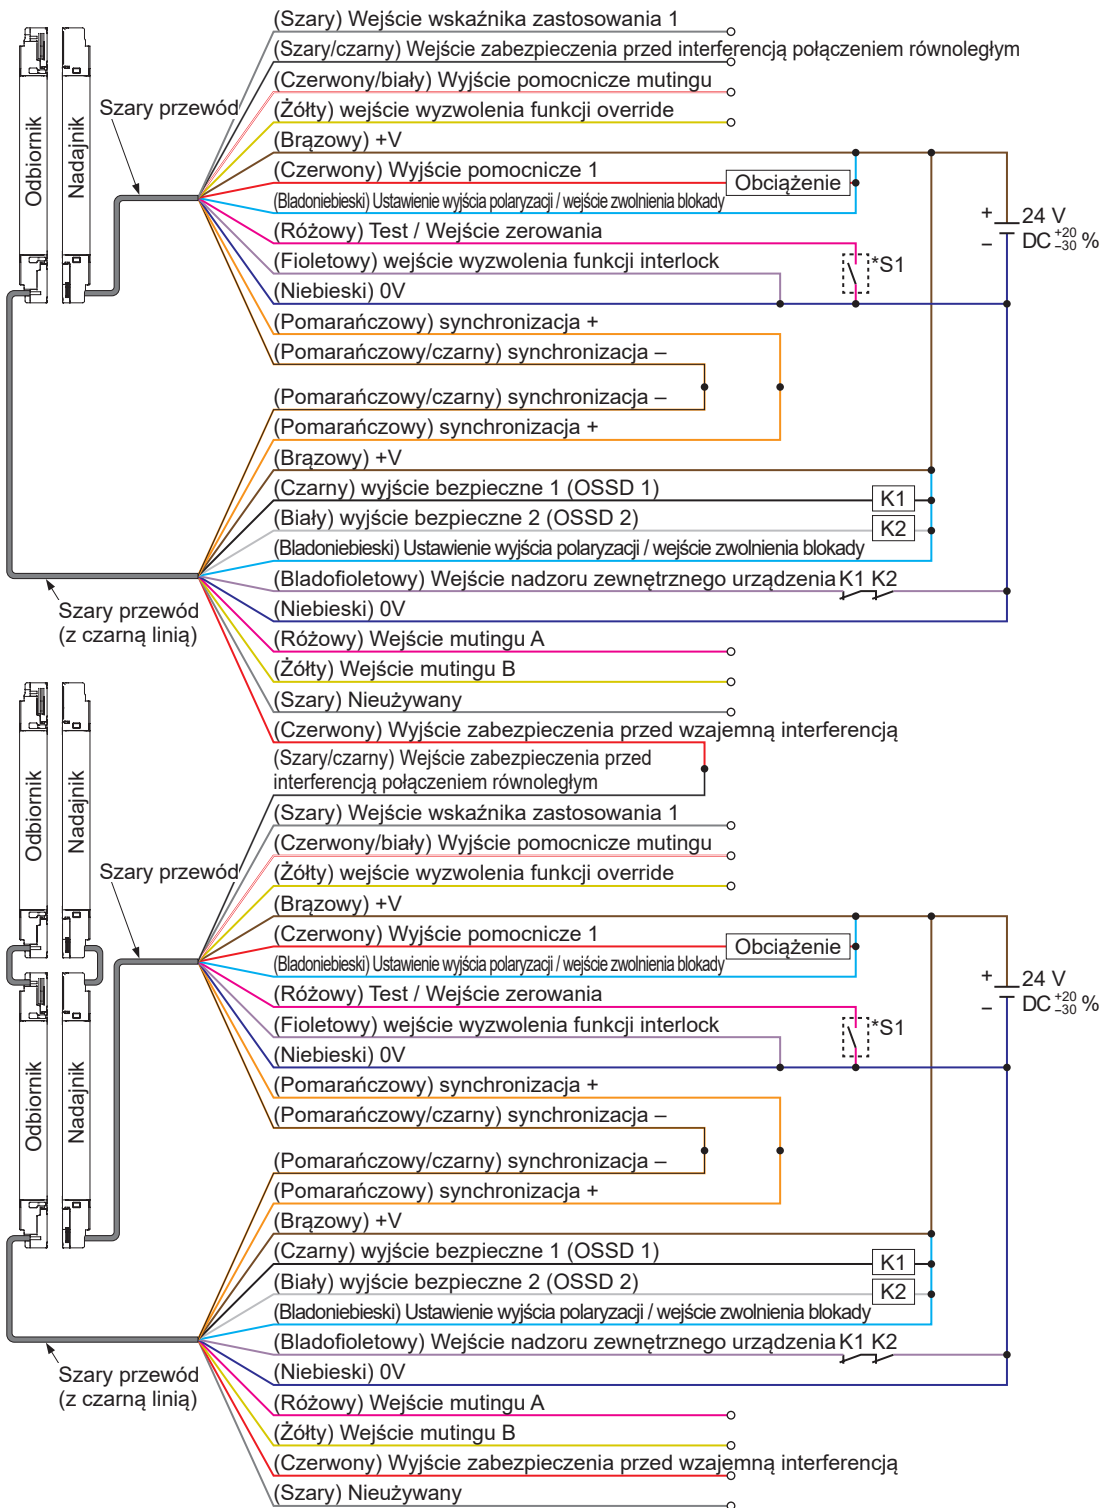 (Szary) Wejście wskaźnika zastosowania 1
(Szary/czarny) Wejście zabezpieczenia przed interferencją połączeniem równoległym
(Czerwony/biały) Wyjście pomocnicze mutingu
(Żółty) wejście wyzwolenia funkcji override
(Brązowy) +V
(Czerwony) Wyjście pomocnicze 1
Obciążenie
(Bladoniebieski) Ustawienie wyjścia polaryzacji / wejście zwolnienia blokady
(Różowy) Test / Wejście zerowania
(Fioletowy) wejście wyzwolenia funkcji interlock
*S1
(Niebieski) 0V
(Pomarańczowy) synchronizacja +
(Pomarańczowy/czarny) synchronizacja –
+
–
24 V
DC +20 –30 %
Odbiornik
Nadajnik
Szary przewód
(Pomarańczowy/czarny) synchronizacja –
(Pomarańczowy) synchronizacja +
(Brązowy) +V
(Czarny) wyjście bezpieczne 1 (OSSD 1)
K1
(Biały) wyjście bezpieczne 2 (OSSD 2)
K2
(Bladoniebieski) Ustawienie wyjścia polaryzacji / wejście zwolnienia blokady
(Bladofioletowy) Wejście nadzoru zewnętrznego urządzenia K1 K2
(Niebieski) 0V
(Różowy) Wejście mutingu A
(Żółty) Wejście mutingu B
(Szary) Nieużywany
(Czerwony) Wyjście zabezpieczenia przed wzajemną interferencją
Szary przewód
(z czarną linią)
(Szary/czarny) Wejście zabezpieczenia przed
interferencją połączeniem równoległym
(Szary) Wejście wskaźnika zastosowania 1
(Czerwony/biały) Wyjście pomocnicze mutingu
(Żółty) wejście wyzwolenia funkcji override
(Brązowy) +V
(Czerwony) Wyjście pomocnicze 1
Obciążenie
(Bladoniebieski) Ustawienie wyjścia polaryzacji / wejście zwolnienia blokady
(Różowy) Test / Wejście zerowania
(Fioletowy) wejście wyzwolenia funkcji interlock
*S1
(Niebieski) 0V
(Pomarańczowy) synchronizacja +
(Pomarańczowy/czarny) synchronizacja –
+
–
24 V
DC +20 –30 %
Odbiornik
Nadajnik
Szary przewód
Odbiornik
Nadajnik
(Pomarańczowy/czarny) synchronizacja –
(Pomarańczowy) synchronizacja +
(Brązowy) +V
(Czarny) wyjście bezpieczne 1 (OSSD 1)
K1
(Biały) wyjście bezpieczne 2 (OSSD 2)
K2
(Bladoniebieski) Ustawienie wyjścia polaryzacji / wejście zwolnienia blokady
(Bladofioletowy) Wejście nadzoru zewnętrznego urządzenia K1 K2
(Niebieski) 0V
(Różowy) Wejście mutingu A
(Żółty) Wejście mutingu B
(Czerwony) Wyjście zabezpieczenia przed wzajemną interferencją
(Szary) Nieużywany
Szary przewód
(z czarną linią)